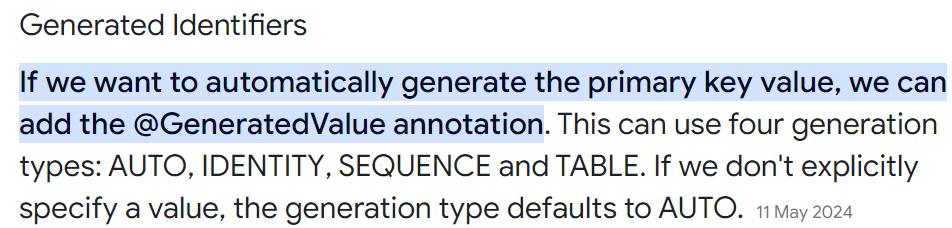 Generated Identifiers
If we want to automatically generate the primary key value, we can
add the @GeneratedValue annotation. This can use four generation
types: AUTO, IDENTITY, SEQUENCE and TABLE. If we don't explicitly
specify a value, the generation type defaults to AUTO. 11 May 2024